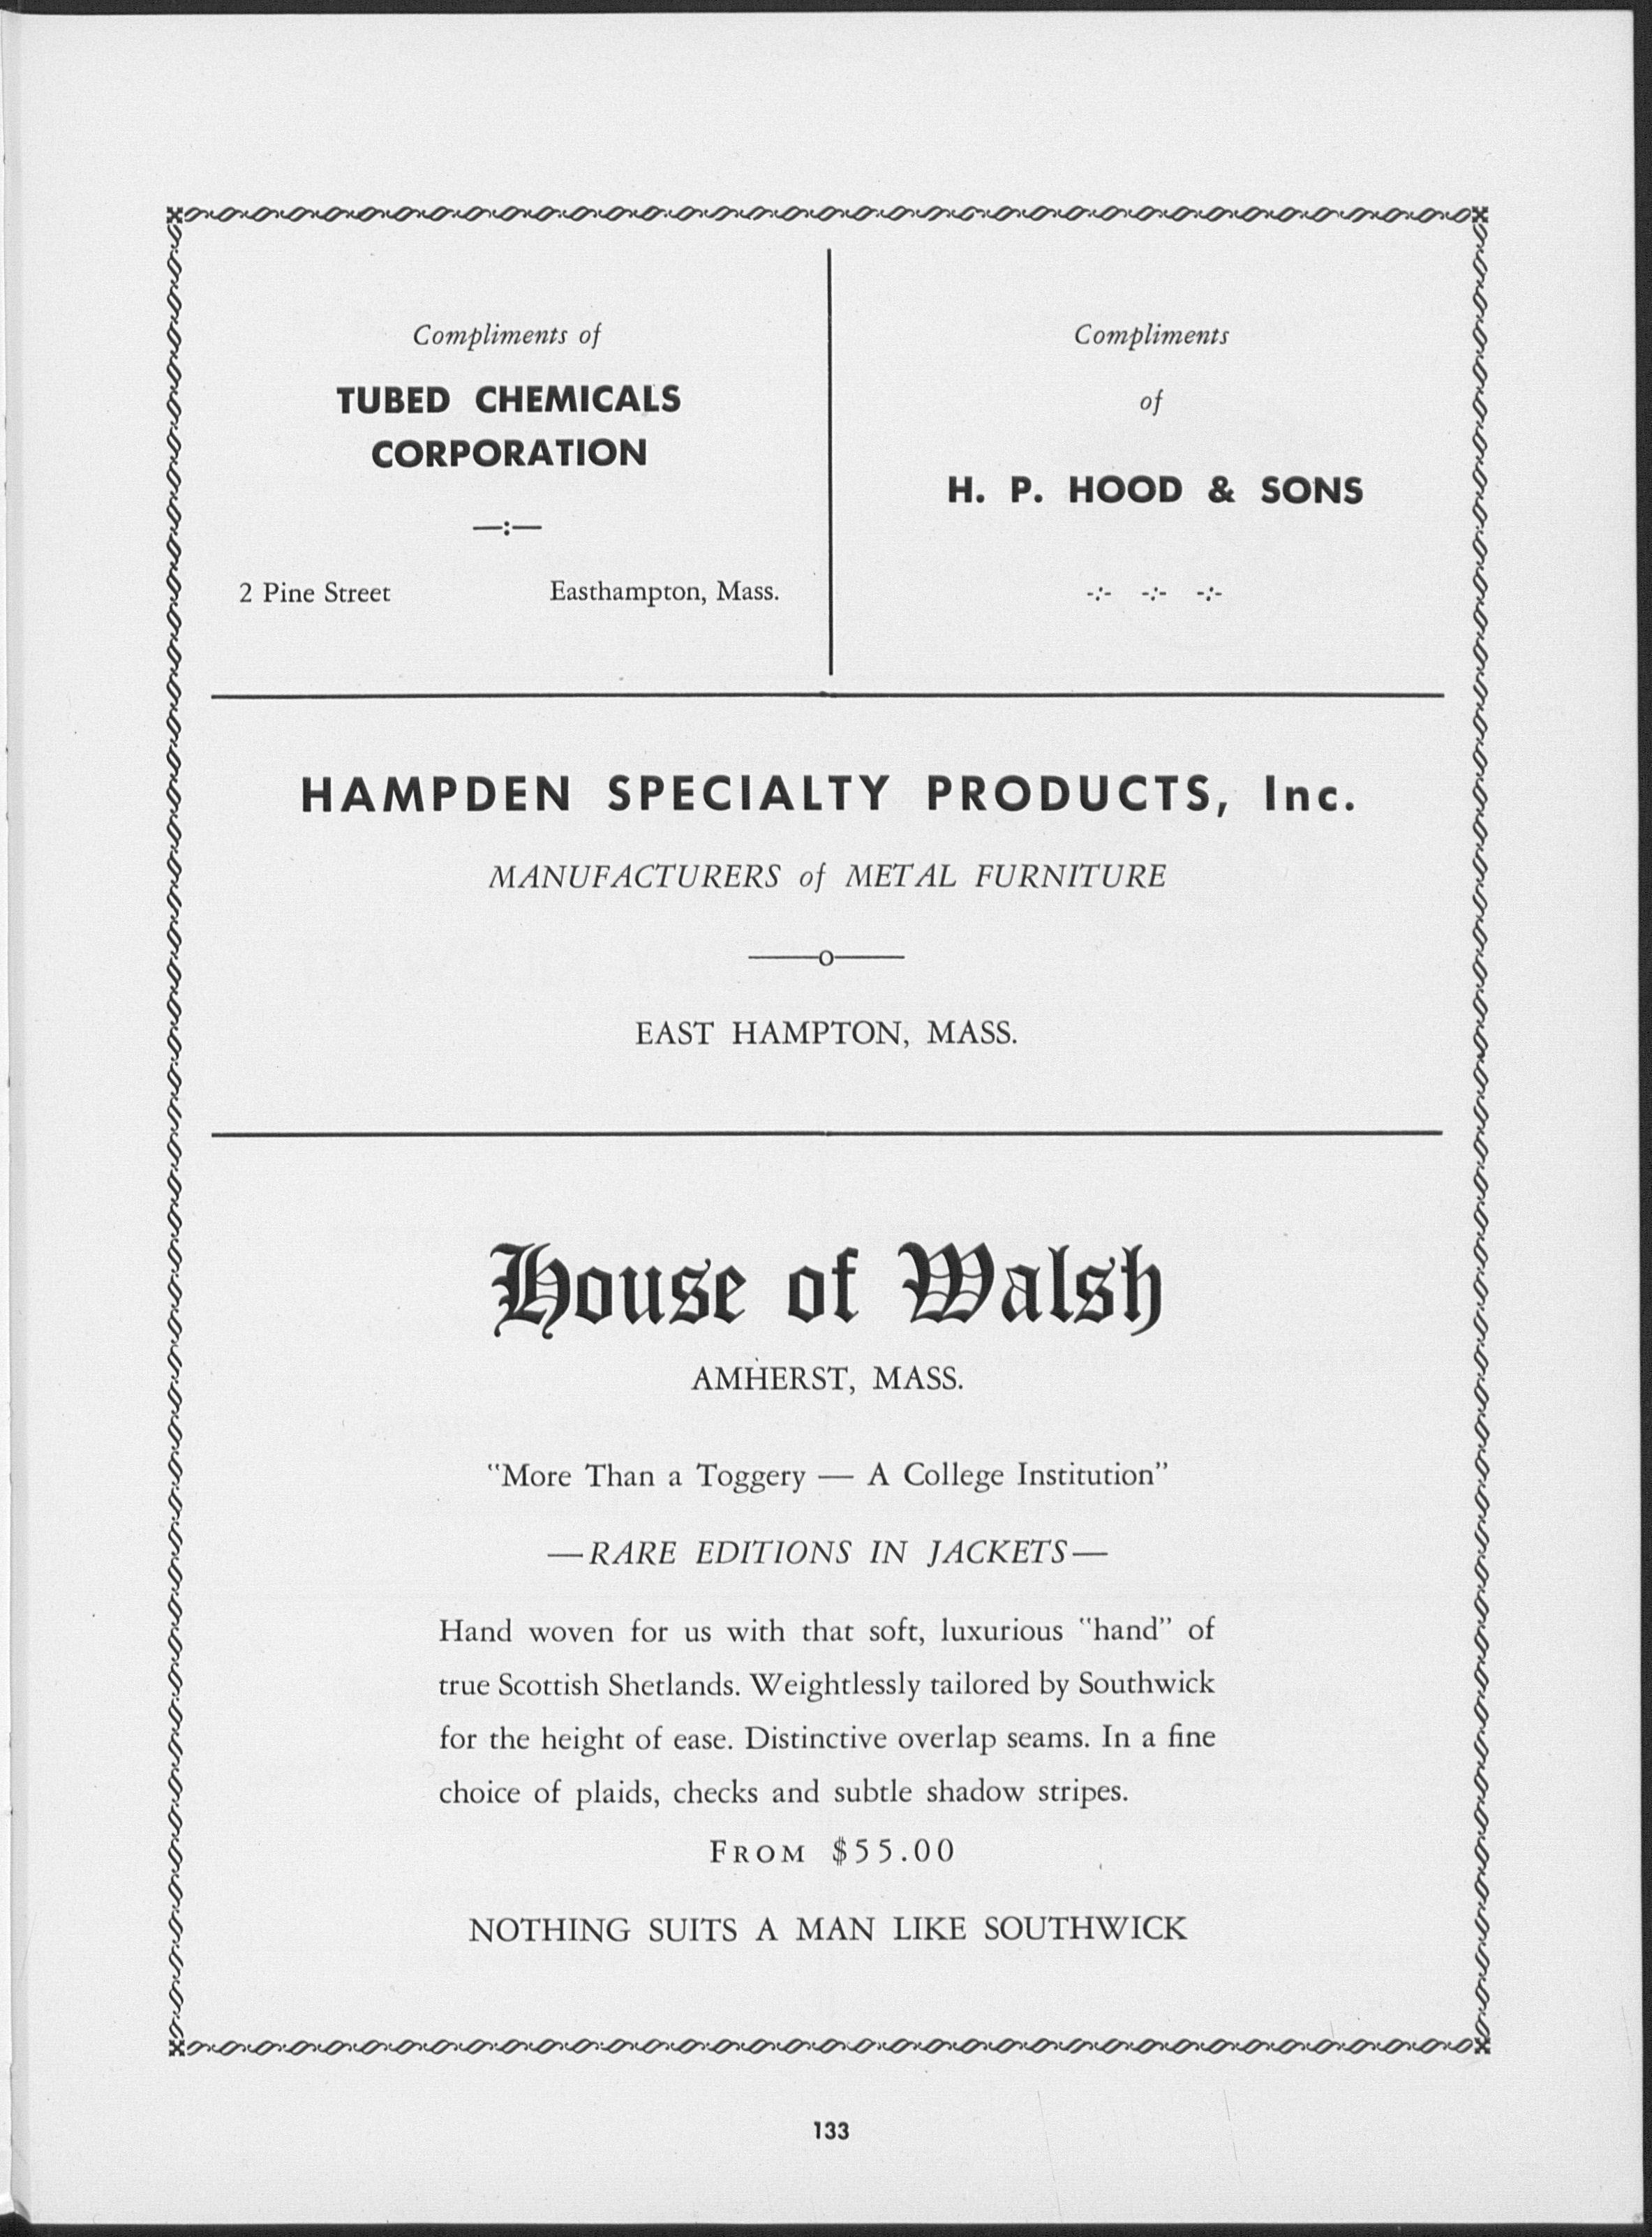 Compliments of
TUBED CHEMICALS
CORPORATION
—:—
2 Pine Street Easthampton, Mass.
Compliments
of
H. P. HOOD & SONS
-:- -:- -:-
HAMPDEN SPECIALTY PRODUCTS, Inc.
MANUFACTURERS of METAL FURNITURE
——o——
EAST HAMPTON, MASS.
House of Walsh
AMHERST, MASS.
"More Than a Toggery — A College Institution"
—RARE EDITIONS IN JACKETS—
Hand woven for us with that soft, luxurious "hand" of
true Scottish Shetlands. Weightlessly tailored by Southwick
for the height of ease. Distinctive overlap seams. In a fine
choice of plaids, checks and subtle shadow stripes.
FROM $55.00
NOTHING SUITS A MAN LIKE SOUTHWICK
133